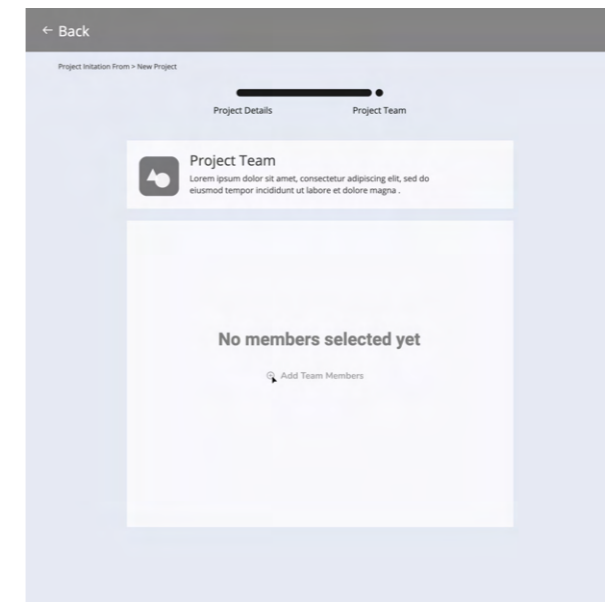 ← Back
Project Initation From > New Project
Project Details Project Team
Project Team
Lorem ipsum dolor sit amet, consectetur adipiscing elit, sed do
eiusmod tempor incididunt ut labore et dolore magna .
No members selected yet
Add Team Members